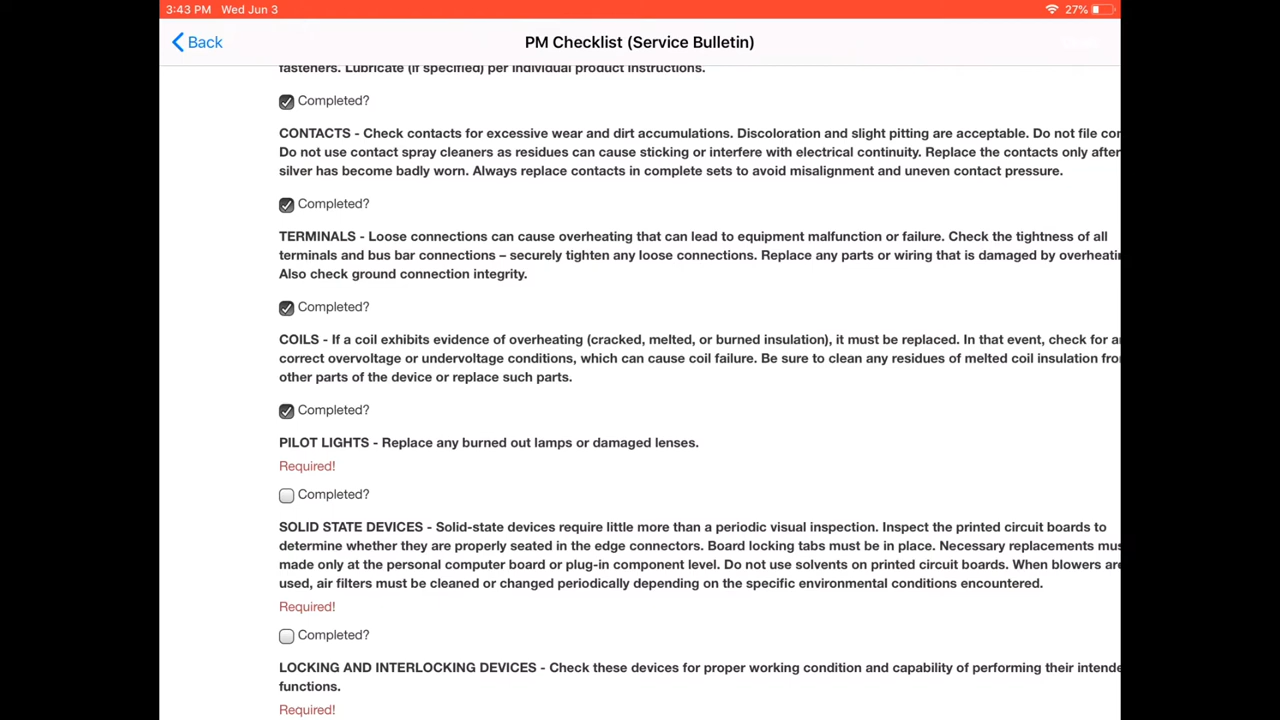 3:43 PM Wed Jun 3 27%
Back PM Checklist (Service Bulletin)
fasteners. Lubricate (if specified) per individual product instructions.
Completed?
CONTACTS - Check contacts for excessive wear and dirt accumulations. Discoloration and slight pitting are acceptable. Do not file
Do not use contact spray cleaners as residues can cause sticking or interfere with electrical continuity. Replace the contacts only after
silver has become badly worn. Always replace contacts in complete sets to avoid misalignment and uneven contact pressure.
Completed?
TERMINALS - Loose connections can cause overheating that can lead to equipment malfunction or failure. Check the tightness of all
terminals and bus bar connections – securely tighten any loose connections. Replace any parts or wiring that is damaged by
Also check ground connection integrity.
Completed?
COILS - If a coil exhibits evidence of overheating (cracked, melted, or burned insulation), it must be replaced. In that event, check for
correct overvoltage or undervoltage conditions, which can cause coil failure. Be sure to clean any residues of melted coil insulation
other parts of the device or replace such parts.
Completed?
PILOT LIGHTS - Replace any burned out lamps or damaged lenses.
Required!
Completed?
SOLID STATE DEVICES - Solid-state devices require little more than a periodic visual inspection. Inspect the printed circuit boards to
determine whether they are properly seated in the edge connectors. Board locking tabs must be in place. Necessary replacements
made only at the personal computer board or plug-in component level. Do not use solvents on printed circuit boards. When blowers are
used, air filters must be cleaned or changed periodically depending on the specific environmental conditions encountered.
Required!
Completed?
LOCKING AND INTERLOCKING DEVICES - Check these devices for proper working condition and capability of performing their
functions.
Required!